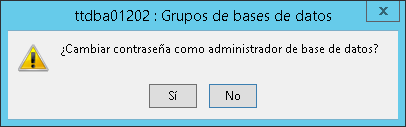 ttdba01202 : Grupos de bases de datos
¿Cambiar contraseña como administrador de base de datos?
Sí
No